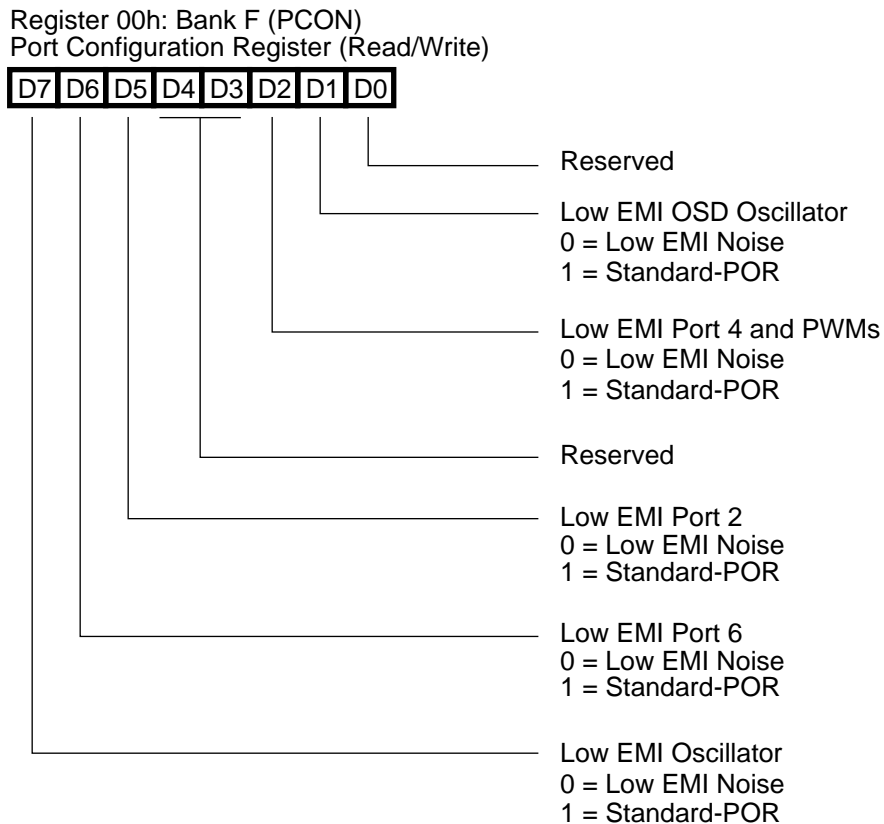 Register 00h: Bank F (PCON)
Port Configuration Register (Read/Write)
D7 D6 D5 D4 D3 D2 D1 D0
Reserved
Low EMI OSD Oscillator
0 = Low EMI Noise
1 = Standard-POR
Low EMI Port 4 and PWMs
0 = Low EMI Noise
1 = Standard-POR
Reserved
Low EMI Port 2
0 = Low EMI Noise
1 = Standard-POR
Low EMI Port 6
0 = Low EMI Noise
1 = Standard-POR
Low EMI Oscillator
0 = Low EMI Noise
1 = Standard-POR